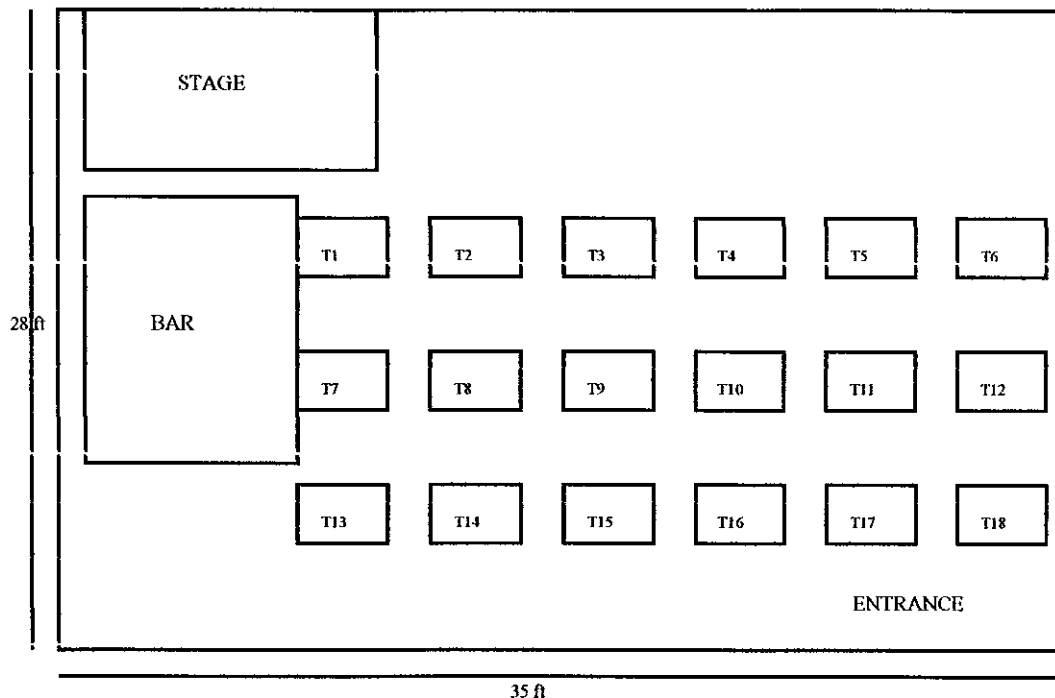 STAGE
T1 T2 T3 T4 T5 T6
28 ft BAR
T7 T8 T9 T10 T11 T12
T13 T14 T15 T16 T17 T18
ENTRANCE
35 ft